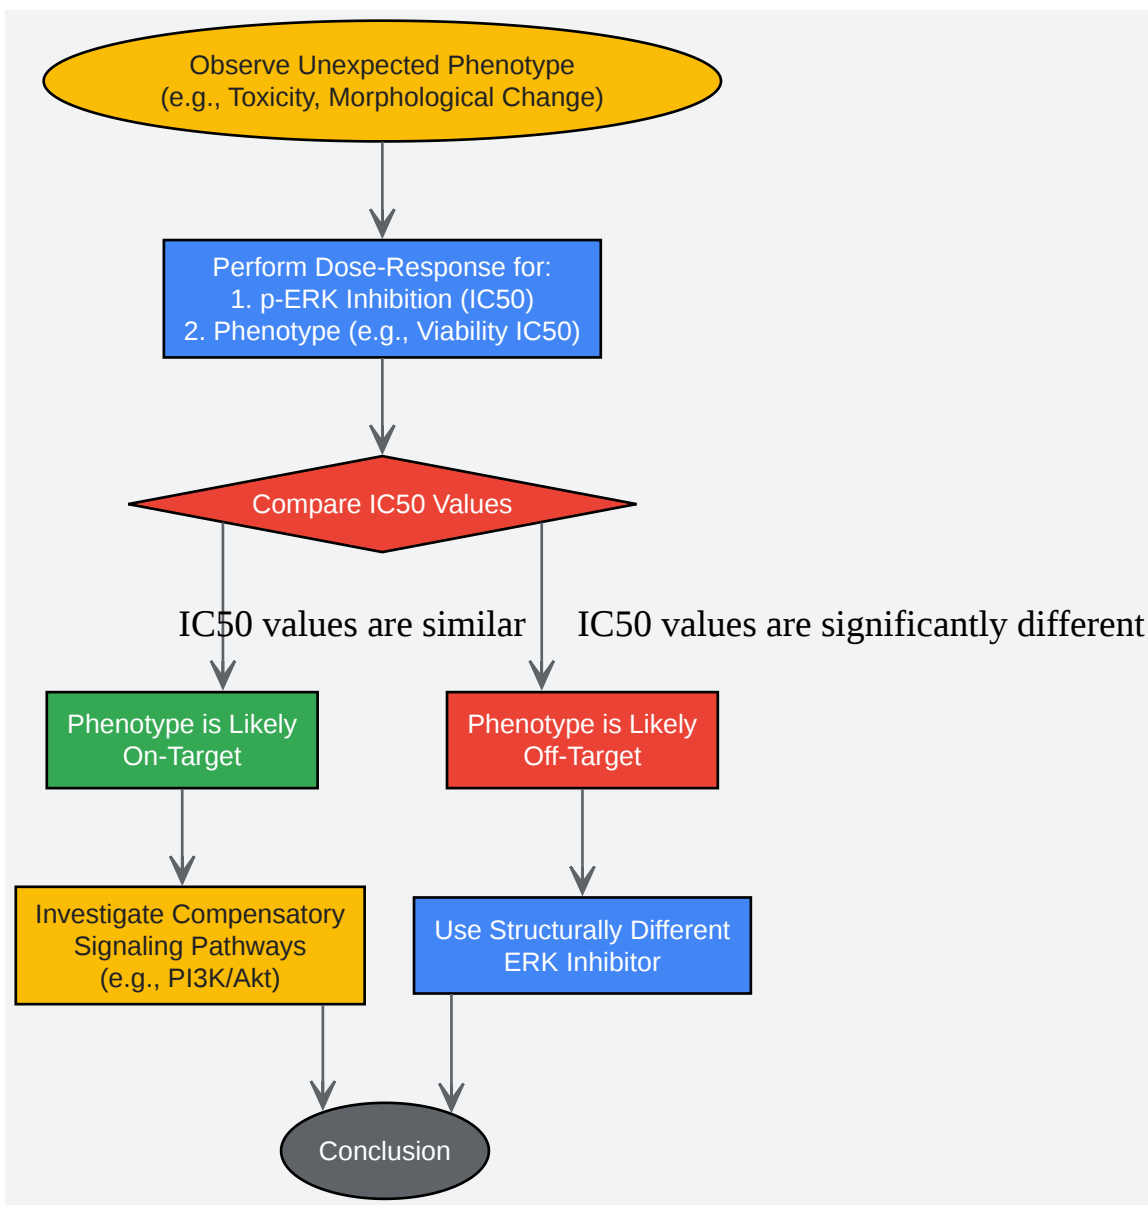 Observe Unexpected Phenotype
(e.g., Toxicity, Morphological Change)
Perform Dose-Response for:
1. p-ERK Inhibition (IC50)
2. Phenotype (e.g., Viability IC50)
Compare IC50 Values
IC50 values are similar
IC50 values are significantly different
Phenotype is Likely
On-Target
Phenotype is Likely
Off-Target
Investigate Compensatory
Signaling Pathways
(e.g., PI3K/Akt)
Use Structurally Different
ERK Inhibitor
Conclusion